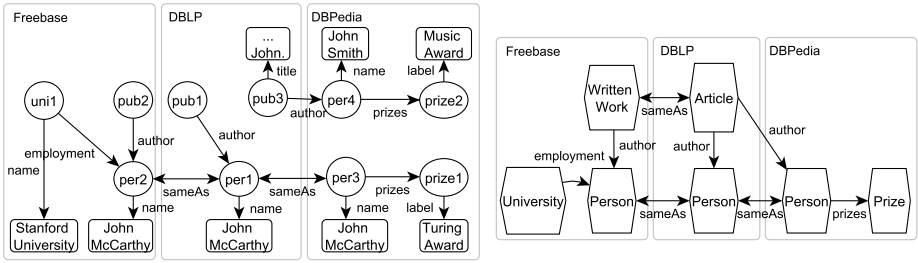 Freebase
DBLP
DBPedia
...
John.
John
Smith
Music
Award
title
name
label
uni1
pub2
pub1
pub3
author
per4
prizes
prize2
employment
author
author
name
per2
sameAs
per1
sameAs
per3
prizes
prize1
name
name
name
label
Stanford
University
John
McCarthy
John
McCarthy
John
McCarthy
Turing
Award
Freebase
DBLP
DBPedia
Written
Work
sameAs
Article
author
employment
author
author
University
Person
sameAs
Person
sameAs
Person
prizes
Prize